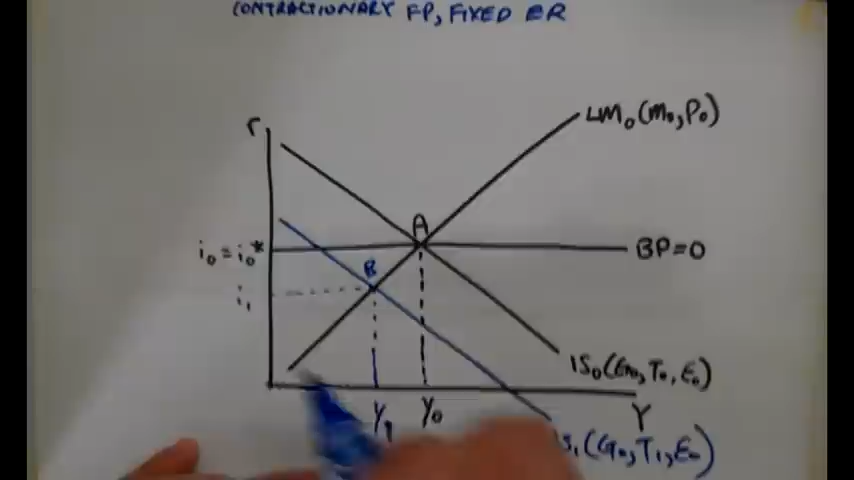 CONTRACTIONARY FP, FIXED ER
r
LM₀(M₀,P₀)
A
i₀=i₀*
BP=0
B
i₁
IS₀(G₀,T₀,E₀)
Y₁ Y₀ Y
IS₁(G₀,T₁,E₀)